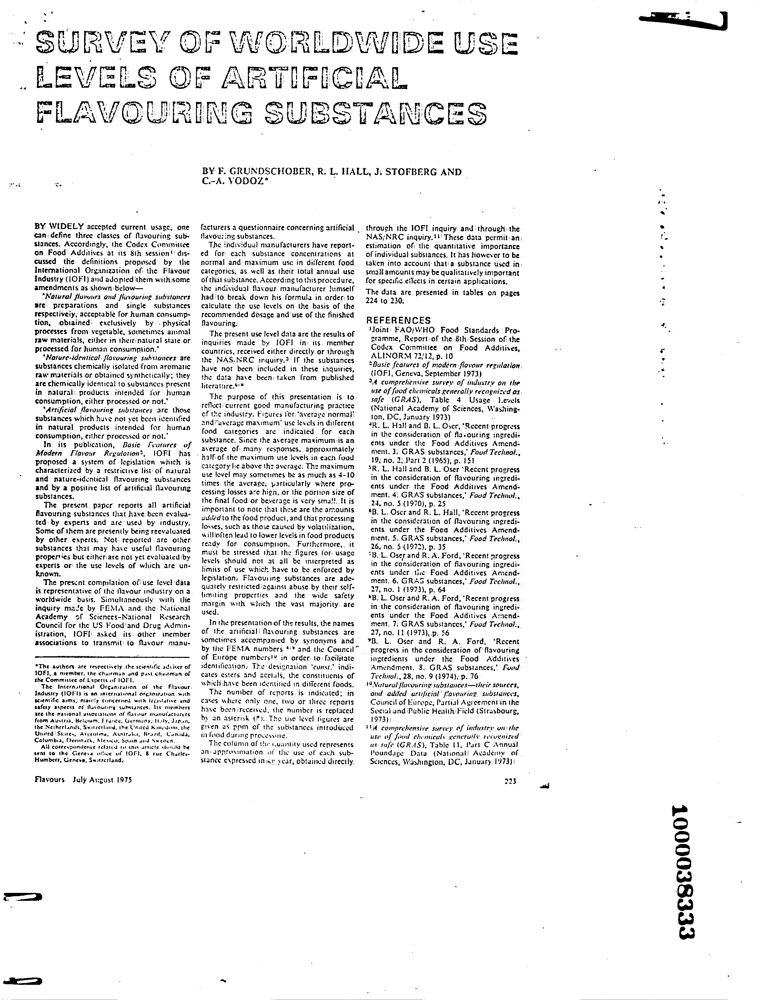 SURVEY OF WORLDWIDE USE
LEVELS OF ARTIFICIAL
FLAVOURING SUBSTANCES
BY F. GRUNDSCHOBER, R. L. HALL, J. STOFBERG AND
C.-A. VODOZ*
BY WIDELY accepted current usage, one
can define three classes of flavouring sub-
stances. Accordingly, the Codex Committee
on Food Additives at its 8th session¹ dis-
cussed the definitions proposed by the
International Organization of the Flavour
Industry (IOFI) and adopted them with some
amendments as shown below—
'Natural flavours and flavouring substances
are preparations and single substances
respectively, acceptable for human consump-
tion, obtained exclusively by physical
processes from vegetable, sometimes animal
raw materials, either in their natural state or
processed for human consumption.'
'Nature-identical flavouring substances are
substances chemically isolated from aromatic
raw materials or obtained synthetically; they
are chemically identical to substances present
in natural products intended for human
consumption, either processed or not.'
'Artificial flavouring substances are those
substances which have not yet been identified
in natural products intended for human
consumption, either processed or not.'
In its publication, Basic Features of
Modern Flavour Regulation², IOFI has
proposed a system of legislation which is
characterized by a restrictive list of natural
and nature-identical flavouring substances
and by a positive list of artificial flavouring
substances.
The present paper reports all artificial
flavouring substances that have been evalua-
ted by experts and are used by industry.
Some of them are presently being reevaluated
by other experts. Not reported are other
substances that may have useful flavouring
properties but either are not yet evaluated by
experts or the use levels of which are un-
known.
The present compilation of use level data
is representative of the flavour industry on a
worldwide basis. Simultaneously with the
inquiry made by FEMA and the National
Academy of Sciences-National Research
Council for the US Food and Drug Admin-
istration, IOFI asked its other member
associations to transmit to flavour manu-
*The authors are respectively the scientific adviser of
IOFI, a member, the chairman and past chairman of
the Committee of Experts of IOFI.
The International Organization of the Flavour
Industry (IOFI) is an international organization with
scientific aims, mainly concerned with legislative and
safety aspects of flavouring substances. Its members
are the national associations of flavour manufacturers
from Austria, Belgium, France, Germany, Italy, Japan,
the Netherlands, Switzerland, the United Kingdom, the
United States, Argentina, Australia, Brazil, Canada,
Columbia, Denmark, Mexico, Spain and Sweden.
All correspondence related to this article should be
sent to the Geneva office of IOFI, 8 rue Charles-
Humbert, Geneva, Switzerland.
facturers a questionnaire concerning artificial
flavouring substances.
The individual manufacturers have report-
ed for each substance concentrations at
normal and maximum use in different food
categories, as well as their total annual use
of that substance. According to this procedure,
the individual flavour manufacturer himself
had to break down his formula in order to
calculate the use levels on the basis of the
recommended dosage and use of the finished
flavouring.
The present use level data are the results of
inquiries made by IOFI in its member
countries, received either directly or through
the NAS/NRC inquiry.³ If the substances
have not been included in these inquiries,
the data have been taken from published
literature.⁴⁻⁹
The purpose of this presentation is to
reflect current good manufacturing practice
of the industry. Figures for 'average normal'
and 'average maximum' use levels in different
food categories are indicated for each
substance. Since the average maximum is an
average of many responses, approximately
half of the maximum use levels in each food
category lie above the average. The maximum
use level may sometimes be as much as 4-10
times the average, particularly where pro-
cessing losses are high, or the portion size of
the final food or beverage is very small. It is
important to note that these are the amounts
added to the food product, and that processing
losses, such as those caused by volatilization,
will often lead to lower levels in food products
ready for consumption. Furthermore, it
must be stressed that the figures for usage
levels should not at all be interpreted as
limits of use which have to be enforced by
legislation. Flavouring substances are ade-
quately restricted against abuse by their self-
limiting properties and the wide safety
margin with which the vast majority are
used.
In the presentation of the results, the names
of the artificial flavouring substances are
sometimes accompanied by synonyms and
by the FEMA numbers ⁴⁻⁹ and the Council
of Europe numbers¹⁰ in order to facilitate
identification. The designation 'const.' indi-
cates esters and acetals, the constituents of
which have been identified in different foods.
The number of reports is indicated; in
cases where only one, two or three reports
have been received, the number is replaced
by an asterisk (*). The use level figures are
given as ppm of the substances introduced
in food during processing.
The column of the quantity used represents
an approximation of the use of each sub-
stance expressed in kg/year, obtained directly
through the IOFI inquiry and through the
NAS/NRC inquiry.¹¹ These data permit an
estimation of the quantitative importance
of individual substances. It has however to be
taken into account that a substance used in
small amounts may be qualitatively important
for specific effects in certain applications.
The data are presented in tables on pages
224 to 230.
REFERENCES
¹Joint FAO/WHO Food Standards Pro-
gramme, Report of the 8th Session of the
Codex Committee on Food Additives,
ALINORM 72/12, p. 10
²Basic features of modern flavour regulation
(IOFI, Geneva, September 1973)
³A comprehensive survey of industry on the
use of food chemicals generally recognized as
safe (GRAS), Table 4 Usage Levels
(National Academy of Sciences, Washing-
ton, DC, January 1973)
⁴R. L. Hall and B. L. Oser, 'Recent progress
in the consideration of flavouring ingredi-
ents under the Food Additives Amend-
ment. 3. GRAS substances,' Food Technol.,
19, no. 2, Part 2 (1965), p. 151
⁵R. L. Hall and B. L. Oser 'Recent progress
in the consideration of flavouring ingredi-
ents under the Food Additives Amend-
ment. 4. GRAS substances,' Food Technol.,
24, no. 5 (1970), p. 25
⁶B. L. Oser and R. L. Hall, 'Recent progress
in the consideration of flavouring ingredi-
ents under the Food Additives Amend-
ment. 5. GRAS substances,' Food Technol.,
26, no. 5 (1972), p. 35
⁷B. L. Oser and R. A. Ford, 'Recent progress
in the consideration of flavouring ingredi-
ents under the Food Additives Amend-
ment. 6. GRAS substances,' Food Technol.,
27, no. 1 (1973), p. 64
⁸B. L. Oser and R. A. Ford, 'Recent progress
in the consideration of flavouring ingredi-
ents under the Food Additives Amend-
ment. 7. GRAS substances,' Food Technol.,
27, no. 11 (1973), p. 56
⁹B. L. Oser and R. A. Ford, 'Recent
progress in the consideration of flavouring
ingredients under the Food Additives
Amendment. 8. GRAS substances,' Food
Technol., 28, no. 9 (1974), p. 76
¹⁰Natural flavouring substances—their sources,
and added artificial flavouring substances,
Council of Europe, Partial Agreement in the
Social and Public Health Field (Strasbourg,
1973)
¹¹A comprehensive survey of industry on the
use of food chemicals generally recognized
as safe (GRAS), Table 11, Part C Annual
Poundage Data (National Academy of
Sciences, Washington, DC, January 1973)
Flavours July/August 1975
223
1000038333